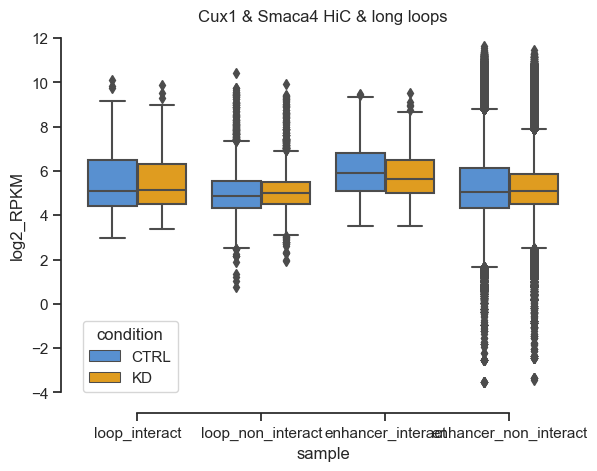 Cux1 & Smaca4 HiC & long loops
12
10
8
6
4
2
0
−2
−4
log2_RPKM
condition
CTRL
KD
loop_interact
loop_non_interact
enhancer_interact
enhancer_non_interact
sample